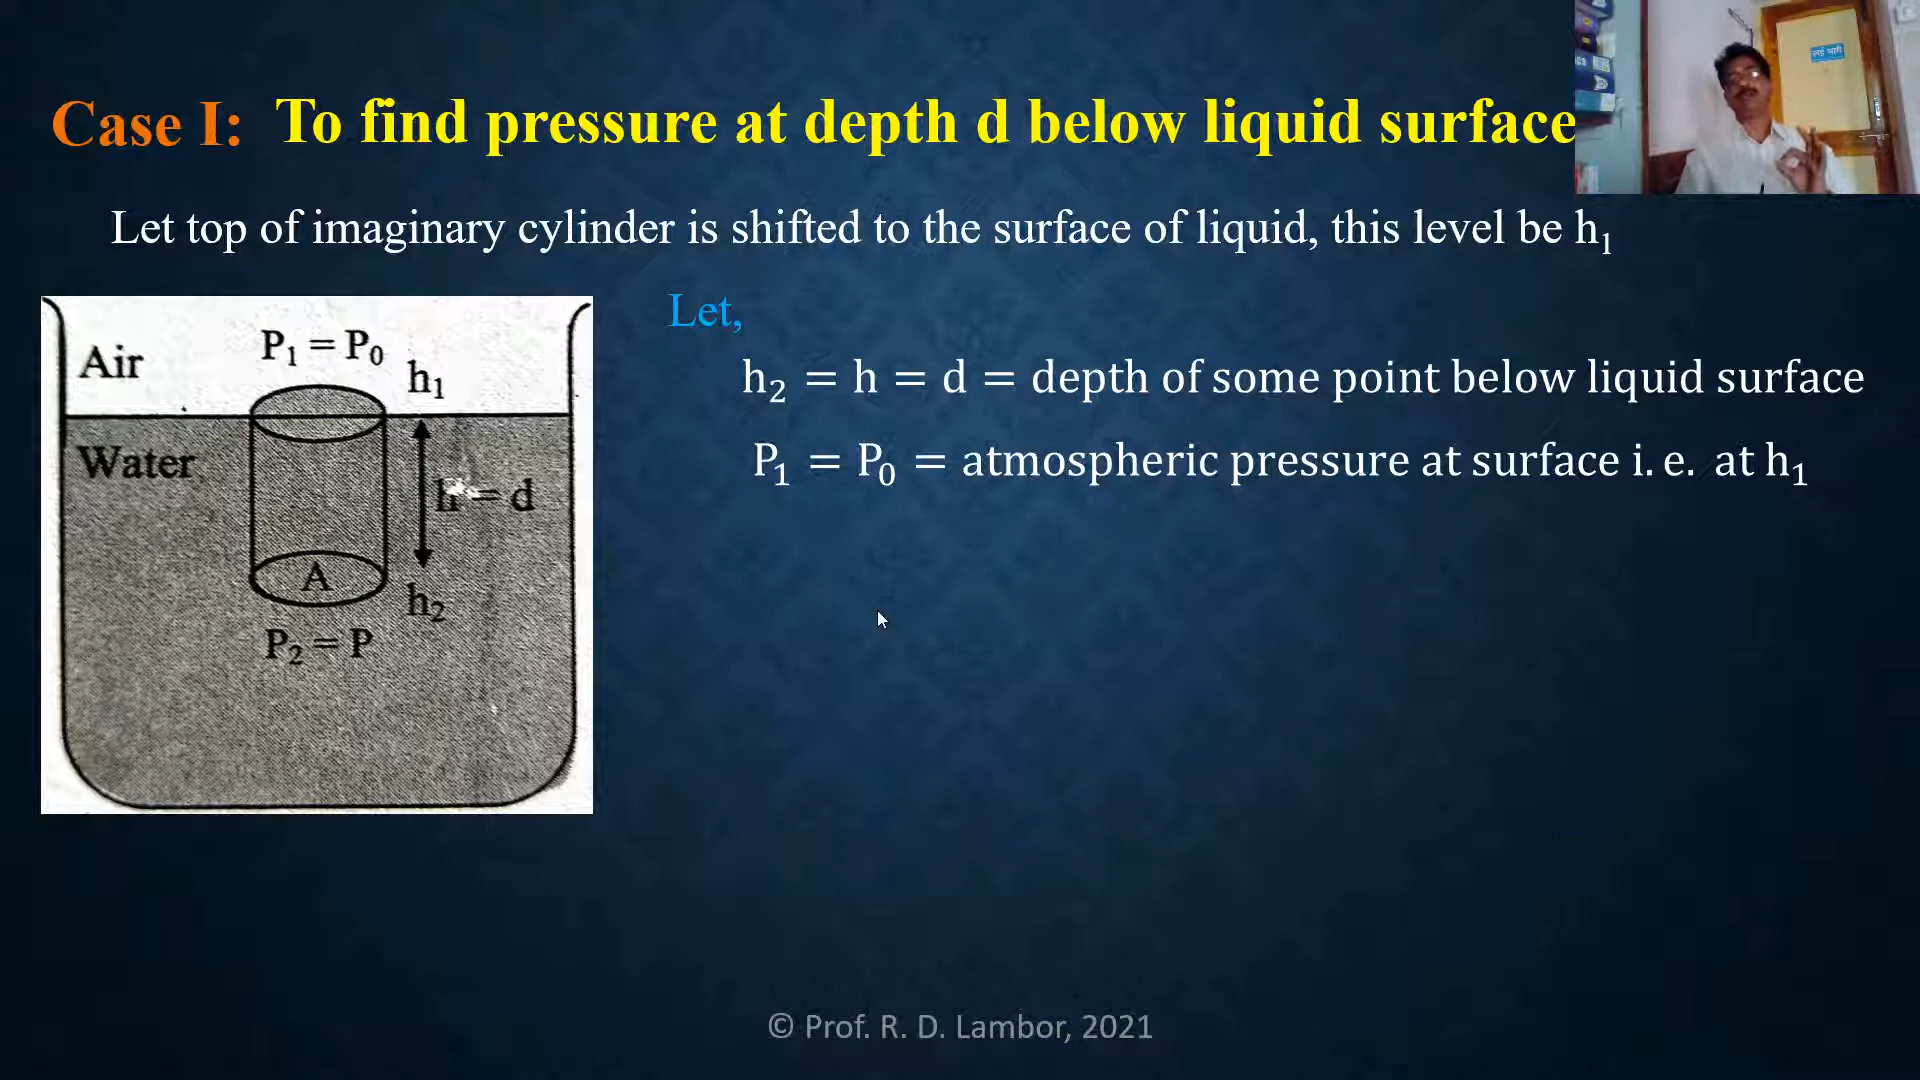 Case I: To find pressure at depth d below liquid surface
Let top of imaginary cylinder is shifted to the surface of liquid, this level be h₁
Let,
h₂ = h = d = depth of some point below liquid surface
P₁ = P₀ = atmospheric pressure at surface i. e. at h₁
P₁ = P₀
Air
h₁
Water
h = d
A
h₂
P₂ = P
© Prof. R. D. Lambor, 2021